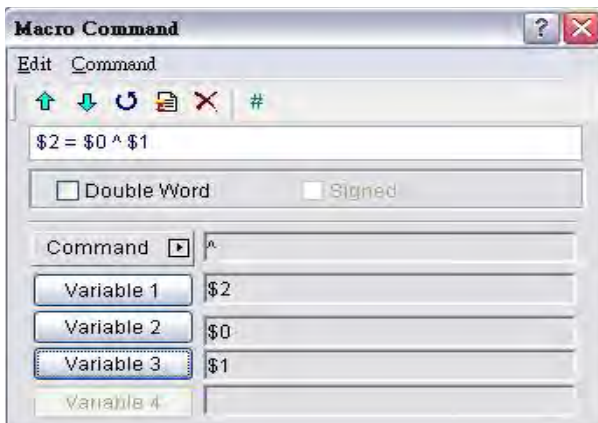 Macro Command
Edit Command
#
$2 = $0 ^ $1
Double Word Signed
Command ^
Variable 1 $2
Variable 2 $0
Variable 3 $1
Variable 4